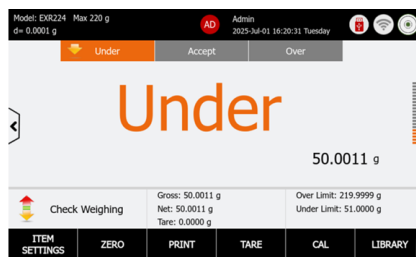 Model: EXR224 Max 220 g
d= 0.0001 g
AD
Admin
2025-Jul-01 16:20:31 Tuesday
Under
Accept
Over
Under
50.0011 g
Check Weighing
Gross: 50.0011 g
Net: 50.0011 g
Tare: 0.0000 g
Over Limit: 219.9999 g
Under Limit: 51.0000 g
ITEM SETTINGS
ZERO
PRINT
TARE
CAL
LIBRARY